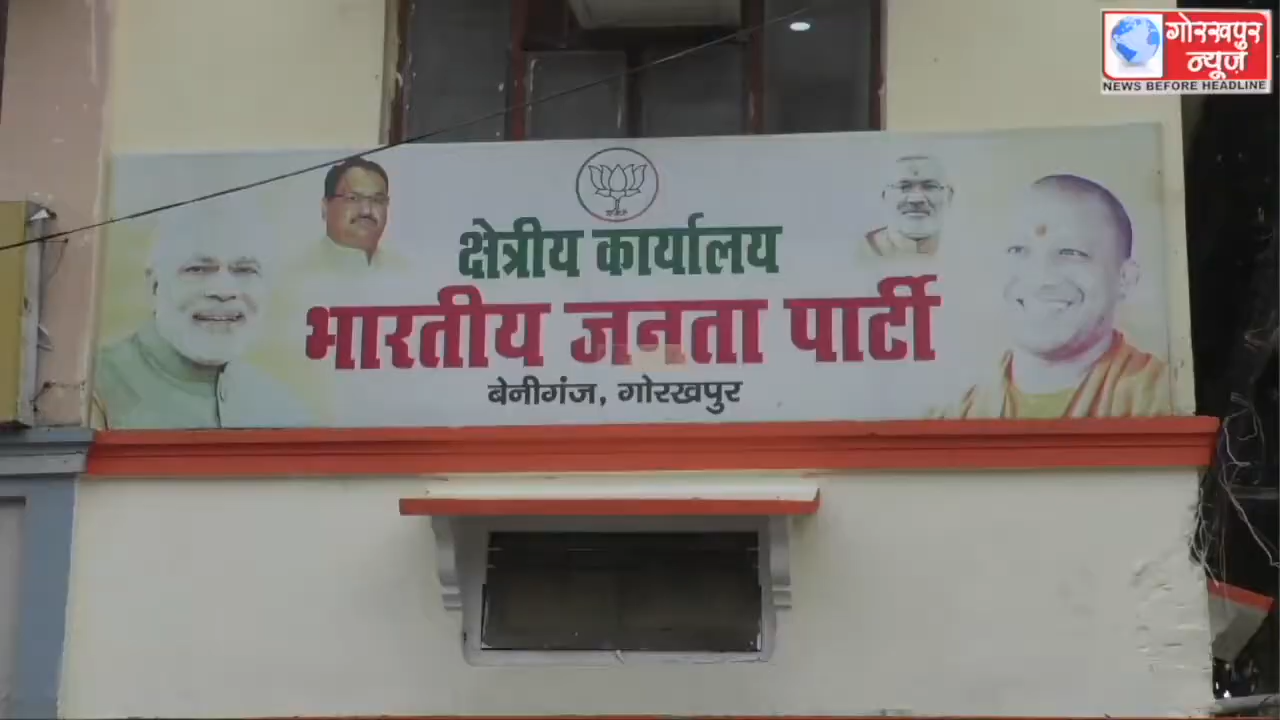 गोरखपुर
न्यूज़
NEWS BEFORE HEADLINE
क्षेत्रीय कार्यालय
भारतीय जनता पार्टी
बेनीगंज, गोरखपुर